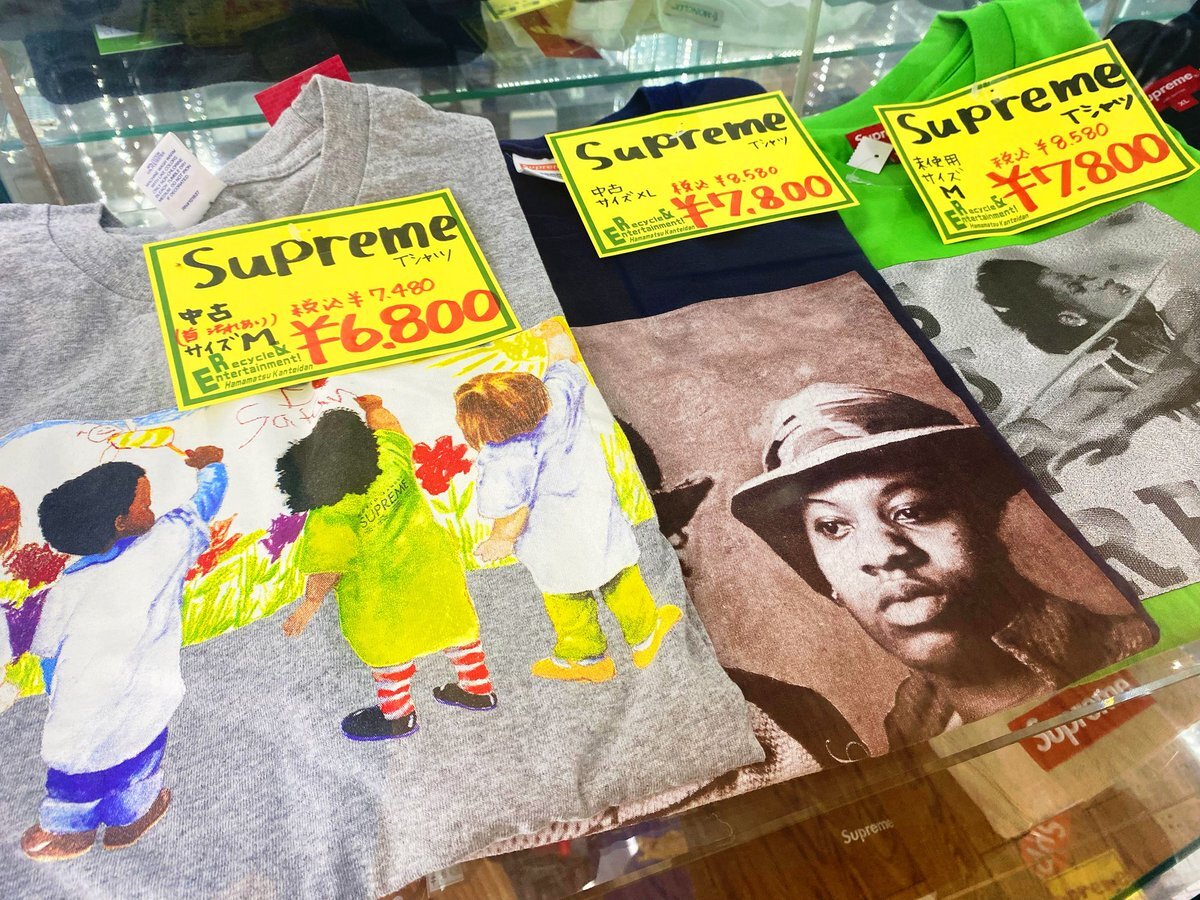 Supreme
Tシャツ
中古
(首 汚れあり)
サイズM
税込¥7.480
¥6.800
Recycle &
Entertainment!
Hamamatsu Kanteidan
SUPREME
Supreme
Tシャツ
中古
サイズXL
税込¥8.580
¥7.800
Recycle &
Entertainment!
Hamamatsu Kanteidan
Supreme
Tシャツ
未使用
サイズ
M
税込¥8.580
¥7.800
Recycle &
Entertainment!
Hamamatsu Kanteidan
Supreme
XL
MONCLER
Supreme
Supreme